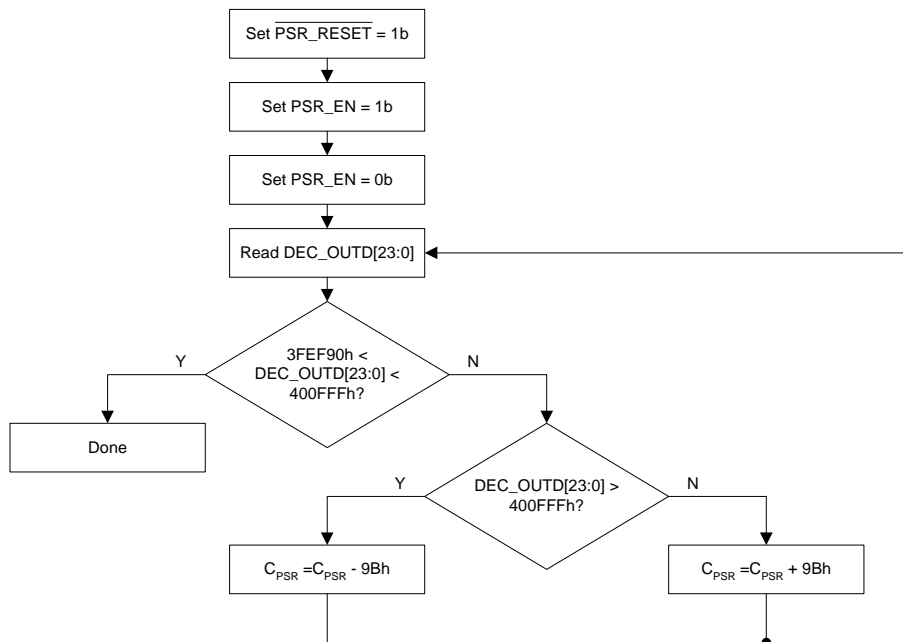 Set PSR_RESET = 1b
Set PSR_EN = 1b
Set PSR_EN = 0b
Read DEC_OUTD[23:0]
3FEF90h <
DEC_OUTD[23:0] <
400FFFh?
Y
N
Done
DEC_OUTD[23:0] >
400FFFh?
Y
N
CPSR =CPSR - 9Bh
CPSR =CPSR + 9Bh